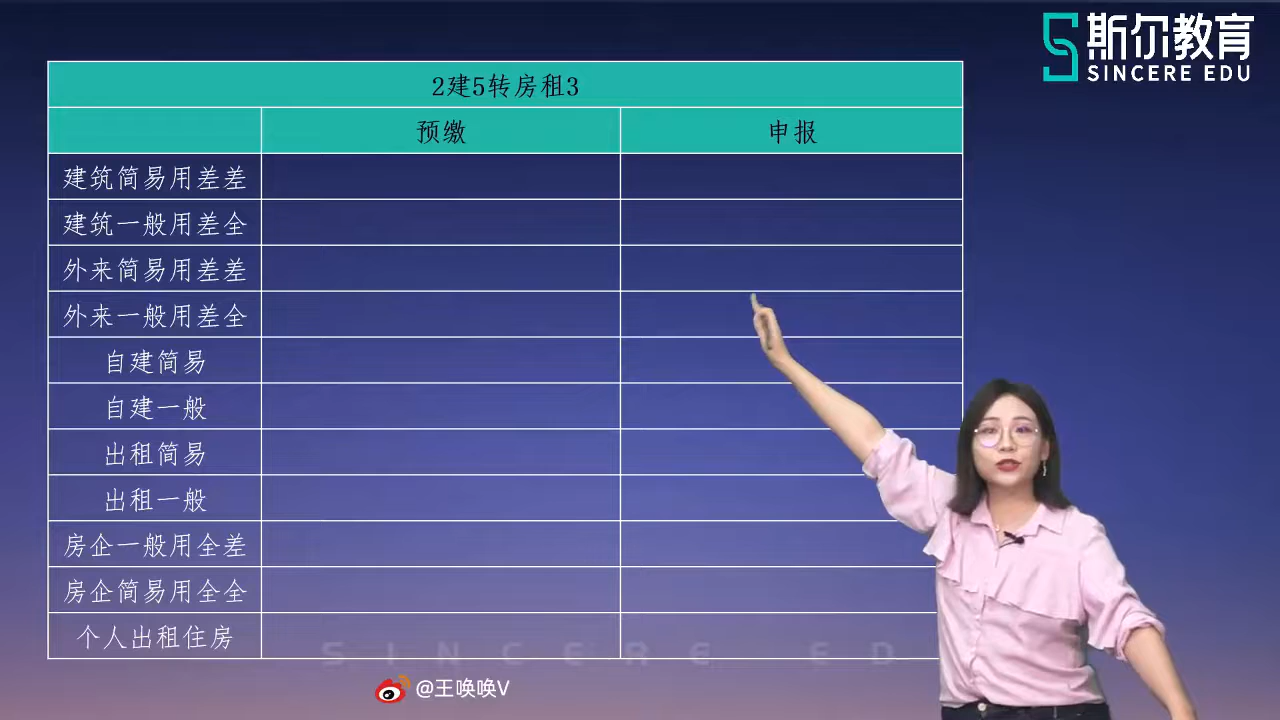 斯尔教育
SINCERE EDU
2建5转房租3
预缴 申报
建筑简易用差差
建筑一般用差全
外来简易用差差
外来一般用差全
自建简易
自建一般
出租简易
出租一般
房企一般用全差
房企简易用全全
个人出租住房
SINCERE ED
@王唤唤V